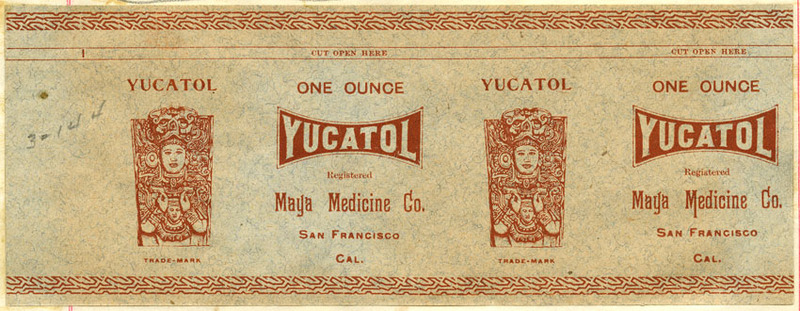 CUT OPEN HERE
CUT OPEN HERE
YUCATOL
TRADE-MARK
ONE OUNCE
YUCATOL
Registered
Maya Medicine Co.
SAN FRANCISCO
CAL.
YUCATOL
TRADE-MARK
ONE OUNCE
YUCATOL
Registered
Maya Medicine Co.
SAN FRANCISCO
CAL.
30144